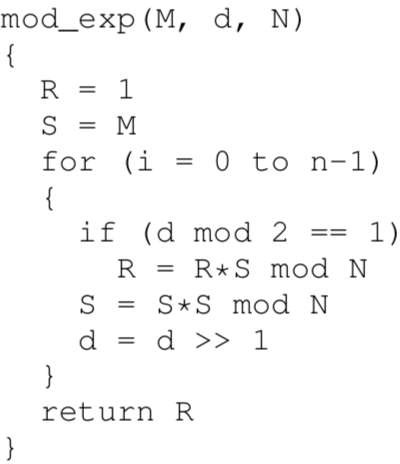 mod_exp(M, d, N)
{
  R = 1
  S = M
  for (i = 0 to n-1)
  {
    if (d mod 2 == 1)
      R = R*S mod N
    S = S*S mod N
    d = d >> 1
  }
  return R
}